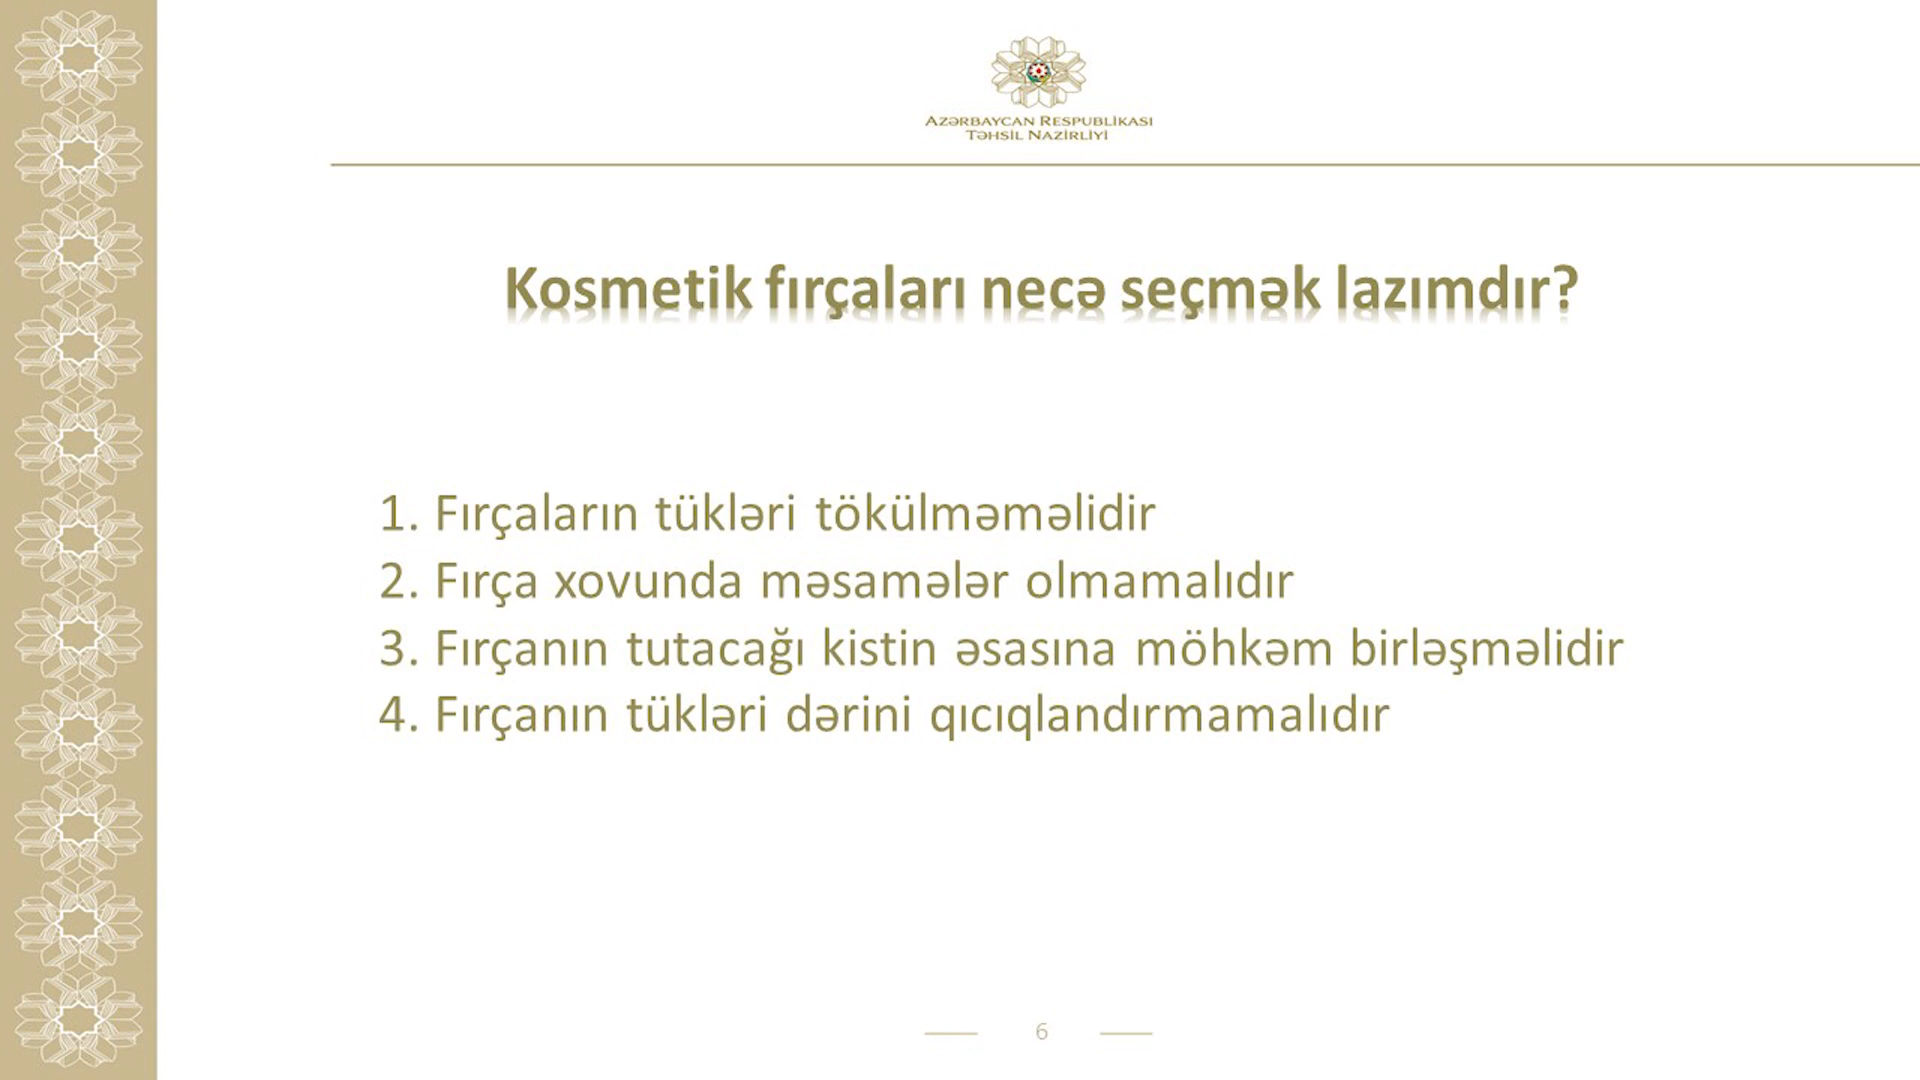 AZƏRBAYCAN RESPUBLİKASI
TƏHSİL NAZİRLİYİ
Kosmetik fırçaları necə seçmək lazımdır?
1. Fırçaların tükləri tökülməməlidir
2. Fırça xovunda məsamələr olmamalıdır
3. Fırçanın tutacağı kistin əsasına möhkəm birləşməlidir
4. Fırçanın tükləri dərini qıcıqlandırmamalıdır
6